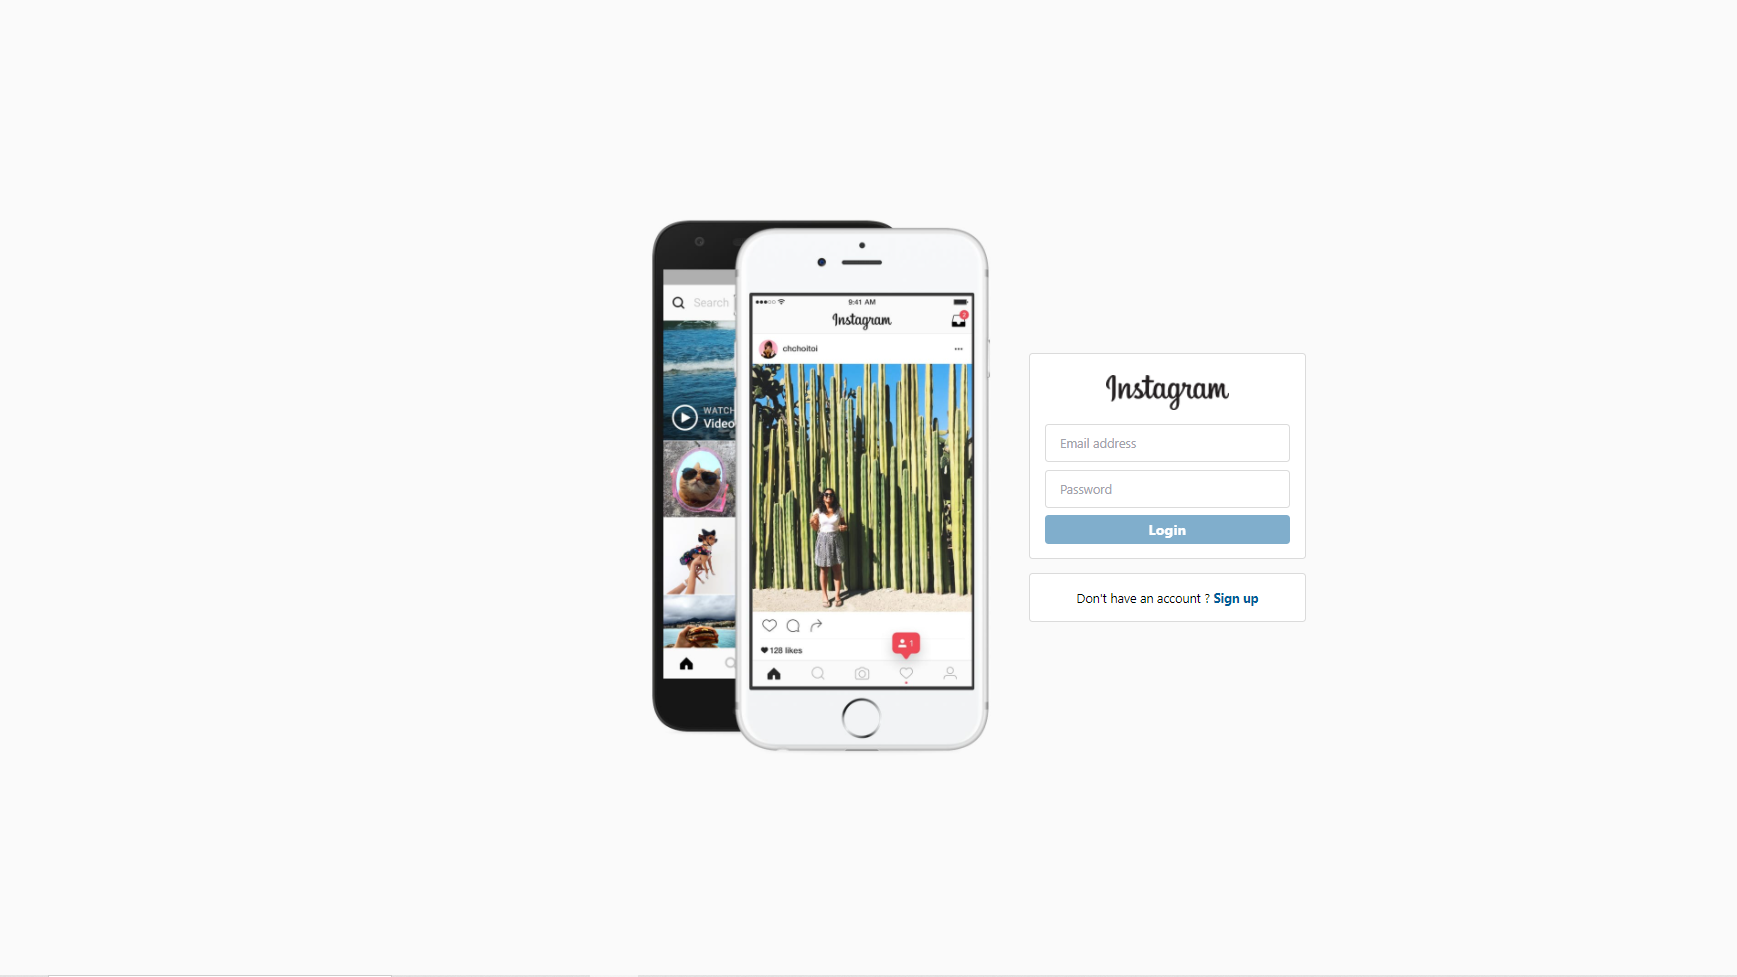 Search
WATCH
Video
9:41 AM
Instagram
2
chchoitoi
1
128 likes
Instagram
Email address
Password
Login
Don't have an account ? Sign up